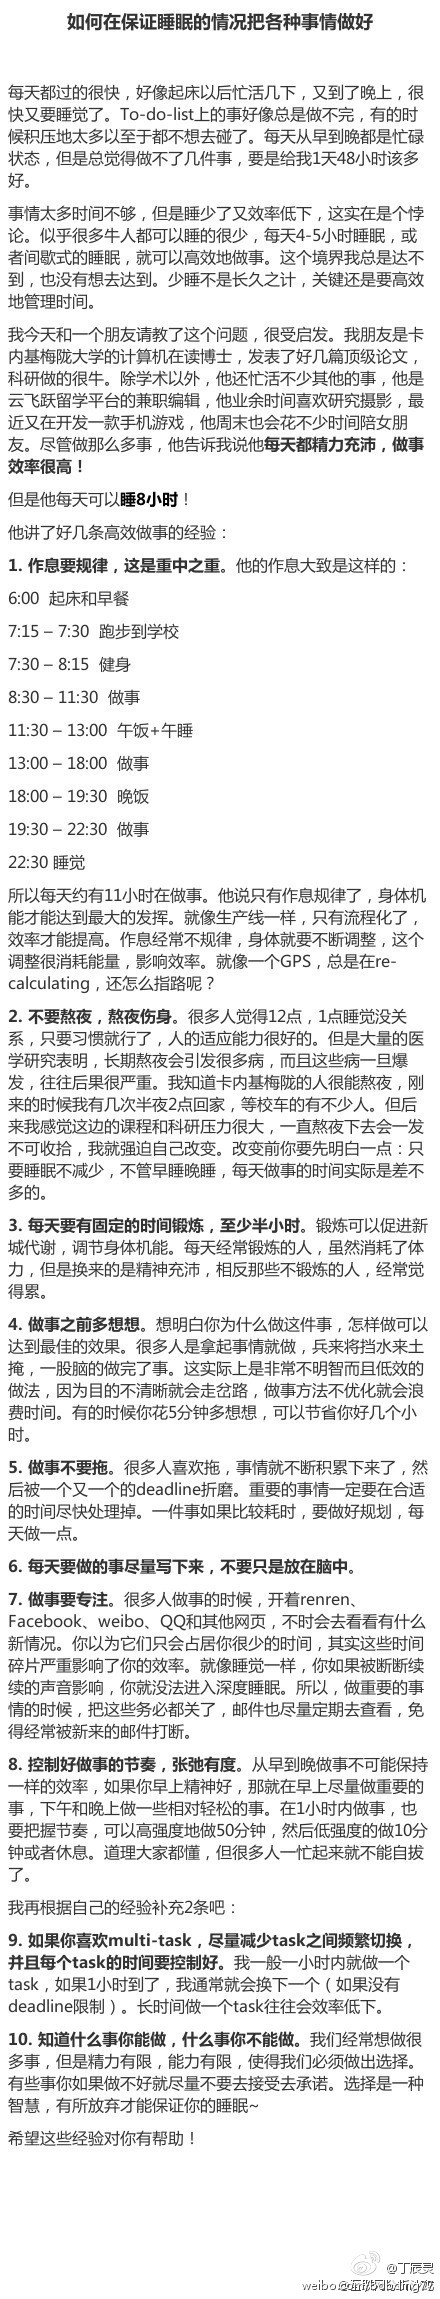 如何在保证睡眠的情况把各种事情做好
每天都过的很快，好像起床以后忙活几下，又到了晚上，很
快又要睡觉了。To-do-list上的事好像总是做不完，有的时
候积压地太多以至于都不想去碰了。每天从早到晚都是忙碌
状态，但是总觉得做不了几件事，要是给我1天48小时该多
好。
事情太多时间不够，但是睡少了又效率低下，这实在是个悖
论。似乎很多牛人都可以睡的很少，每天4-5小时睡眠，或
者间歇式的睡眠，就可以高效地做事。这个境界我总是达不
到，也没有想去达到。少睡不是长久之计，关键还是要高效
地管理时间。
我今天和一个朋友请教了这个问题，很受启发。我朋友是卡
内基梅陇大学的计算机在读博士，发表了好几篇顶级论文，
科研做的很牛。除学术以外，他还忙活不少其他的事，他是
云飞跃留学平台的兼职编辑，他业余时间喜欢研究摄影，最
近又在开发一款手机游戏，他周末也会花不少时间陪女朋
友。尽管做那么多事，他告诉我说他每天都精力充沛，做事
效率很高！
但是他每天可以睡8小时！
他讲了好几条高效做事的经验：
1. 作息要规律，这是重中之重。他的作息大致是这样的：
6:00 起床和早餐
7:15 – 7:30 跑步到学校
7:30 – 8:15 健身
8:30 – 11:30 做事
11:30 – 13:00 午饭+午睡
13:00 – 18:00 做事
18:00 – 19:30 晚饭
19:30 – 22:30 做事
22:30 睡觉
所以每天约有11小时在做事。他说只有作息规律了，身体机
能才能达到最大的发挥。就像生产线一样，只有流程化了，
效率才能提高。作息经常不规律，身体就要不断调整，这个
调整很消耗能量，影响效率。就像一个GPS，总是在re-
calculating，还怎么指路呢？
2. 不要熬夜，熬夜伤身。很多人觉得12点，1点睡觉没关
系，只要习惯就行了，人的适应能力很好的。但是大量的医
学研究表明，长期熬夜会引发很多病，而且这些病一旦爆
发，往往后果很严重。我知道卡内基梅陇的人很能熬夜，刚
来的时候我有几次半夜2点回家，等校车的有不少人。但后
来我感觉这边的课程和科研压力很大，一直熬夜下去会一发
不可收拾，我就强迫自己改变。改变前你要先明白一点：只
要睡眠不减少，不管早睡晚睡，每天做事的时间实际是差不
多的。
3. 每天要有固定的时间锻炼，至少半小时。锻炼可以促进新
城代谢，调节身体机能。每天经常锻炼的人，虽然消耗了体
力，但是换来的是精神充沛，相反那些不锻炼的人，经常觉
得累。
4. 做事之前多想想。想明白你为什么做这件事，怎样做可以
达到最佳的效果。很多人是拿起事情就做，兵来将挡水来土
掩，一股脑的做完了事。这实际上是非常不明智而且低效的
做法，因为目的不清晰就会走岔路，做事方法不优化就会浪
费时间。有的时候你花5分钟多想想，可以节省你好几个小
时。
5. 做事不要拖。很多人喜欢拖，事情就不断积累下来了，然
后被一个又一个的deadline折磨。重要的事情一定要在合适
的时间尽快处理掉。一件事如果比较耗时，要做好规划，每
天做一点。
6. 每天要做的事尽量写下来，不要只是放在脑中。
7. 做事要专注。很多人做事的时候，开着renren、
Facebook、weibo、QQ和其他网页，不时会去看看有什么
新情况。你以为它们只会占居你很少的时间，其实这些时间
碎片严重影响了你的效率。就像睡觉一样，你如果被断断续
续的声音影响，你就没法进入深度睡眠。所以，做重要的事
情的时候，把这些务必都关了，邮件也尽量定期去查看，免
得经常被新来的邮件打断。
8. 控制好做事的节奏，张弛有度。从早到晚做事不可能保持
一样的效率，如果你早上精神好，那就在早上尽量做重要的
事，下午和晚上做一些相对轻松的事。在1小时内做事，也
要把握节奏，可以高强度地做50分钟，然后低强度的做10分
钟或者休息。道理大家都懂，但很多人一忙起来就不能自拔
了。
我再根据自己的经验补充2条吧：
9. 如果你喜欢multi-task，尽量减少task之间频繁切换，
并且每个task的时间要控制好。我一般一小时内就做一个
task，如果1小时到了，我通常就会换下一个（如果没有
deadline限制）。长时间做一个task往往会效率低下。
10. 知道什么事你能做，什么事你不能做。我们经常想做很
多事，但是精力有限，能力有限，使得我们必须做出选择。
有些事你如果做不好就尽量不要去接受去承诺。选择是一种
智慧，有所放弃才能保证你的睡眠~
希望这些经验对你有帮助！
@丁辰灵